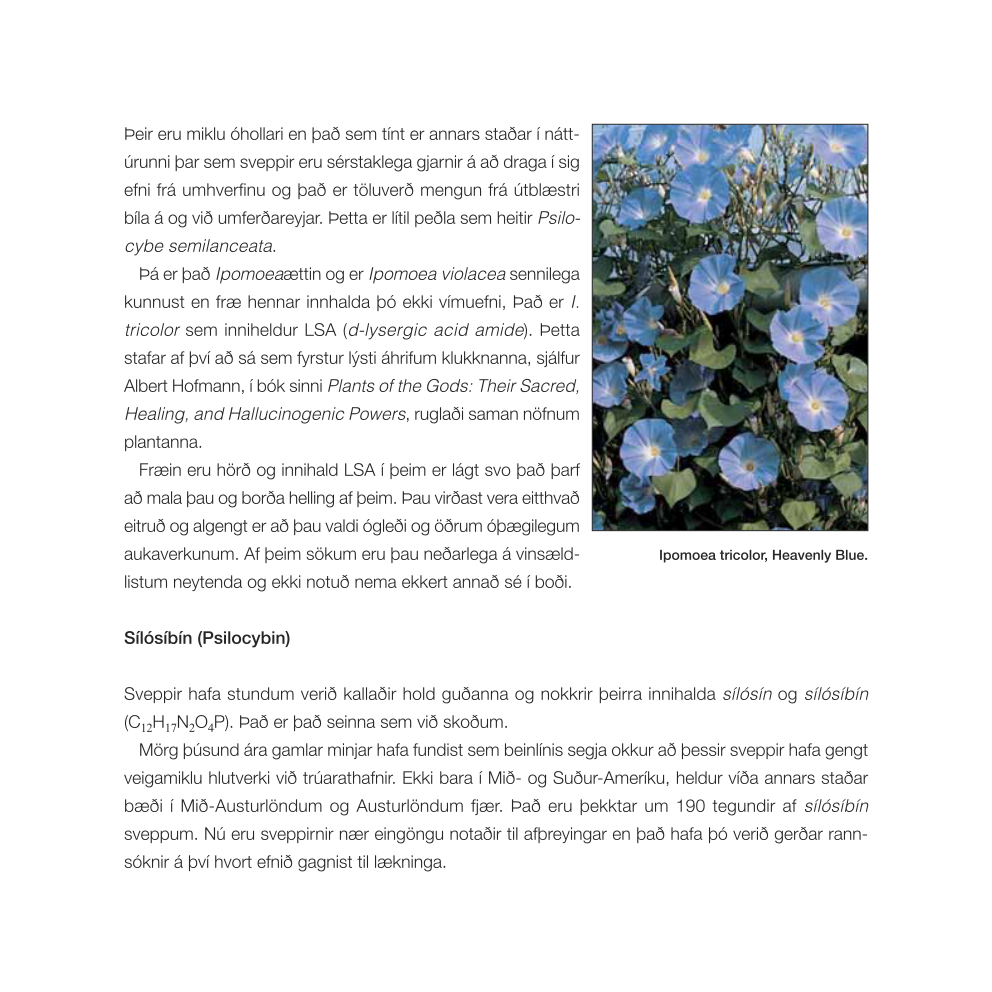 Þeir eru miklu óhollari en það sem tínt er annars staðar í nátt-
úrunni þar sem sveppir eru sérstaklega gjarnir á að draga í sig
efni frá umhverfinu og það er töluverð mengun frá útblæstri
bíla á og við umferðareyjar. Þetta er lítil peðla sem heitir Psilo-
cybe semilanceata.
Þá er það Ipomoeaættin og er Ipomoea violacea sennilega
kunnust en fræ hennar innhalda þó ekki vímuefni, Það er I.
tricolor sem inniheldur LSA (d-lysergic acid amide). Þetta
stafar af því að sá sem fyrstur lýsti áhrifum klukknanna, sjálfur
Albert Hofmann, í bók sinni Plants of the Gods: Their Sacred,
Healing, and Hallucinogenic Powers, ruglaði saman nöfnum
plantanna.
Fræin eru hörð og innihald LSA í þeim er lágt svo það þarf
að mala þau og borða helling af þeim. Þau virðast vera eitthvað
eitruð og algengt er að þau valdi ógleði og öðrum óþægilegum
aukaverkunum. Af þeim sökum eru þau neðarlega á vinsæld-
listum neytenda og ekki notuð nema ekkert annað sé í boði.
Ipomoea tricolor, Heavenly Blue.
Sílósíbín (Psilocybin)
Sveppir hafa stundum verið kallaðir hold guðanna og nokkrir þeirra innihalda sílósín og sílósíbín
(C₁₂H₁₇N₂O₄P). Það er það seinna sem við skoðum.
Mörg þúsund ára gamlar minjar hafa fundist sem beinlínis segja okkur að þessir sveppir hafa gengt
veigamiklu hlutverki við trúarathafnir. Ekki bara í Mið- og Suður-Ameríku, heldur víða annars staðar
bæði í Mið-Austurlöndum og Austurlöndum fjær. Það eru þekktar um 190 tegundir af sílósíbín
sveppum. Nú eru sveppirnir nær eingöngu notaðir til afþreyingar en það hafa þó verið gerðar rann-
sóknir á því hvort efnið gagnist til lækninga.